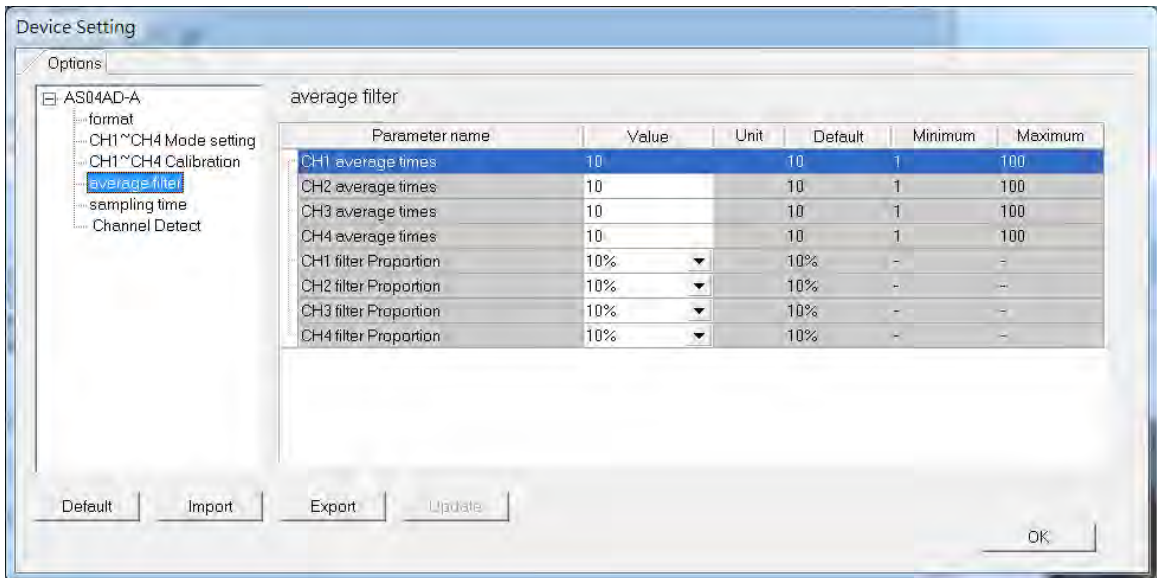 Device Setting
Options
AS04AD-A
format
CH1~CH4 Mode setting
CH1~CH4 Calibration
average filter
sampling time
Channel Detect
average filter
Parameter name Value Unit Default Minimum Maximum
CH1 average times 10 10 1 100
CH2 average times 10 10 1 100
CH3 average times 10 10 1 100
CH4 average times 10 10 1 100
CH1 filter Proportion 10% 10% - -
CH2 filter Proportion 10% 10% - -
CH3 filter Proportion 10% 10% - -
CH4 filter Proportion 10% 10% - -
Default Import Export Update
OK